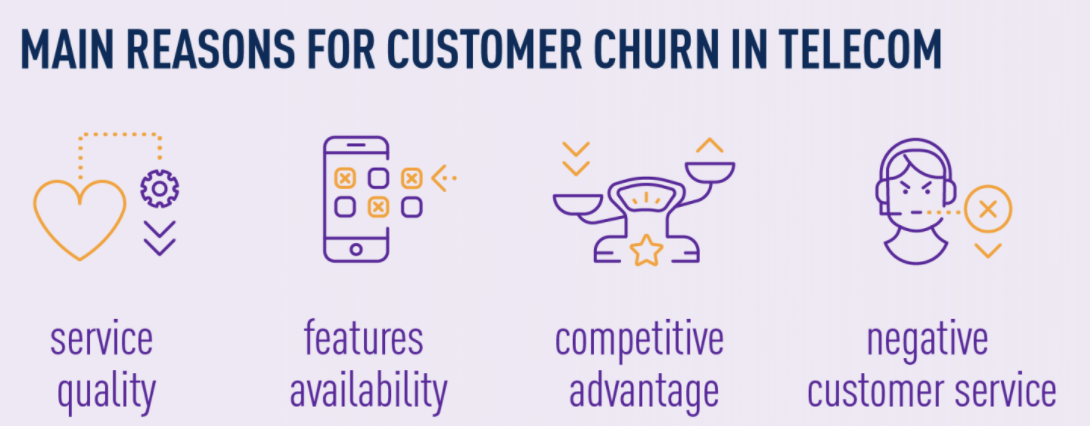 MAIN REASONS FOR CUSTOMER CHURN IN TELECOM
service
quality
features
availability
competitive
advantage
negative
customer service